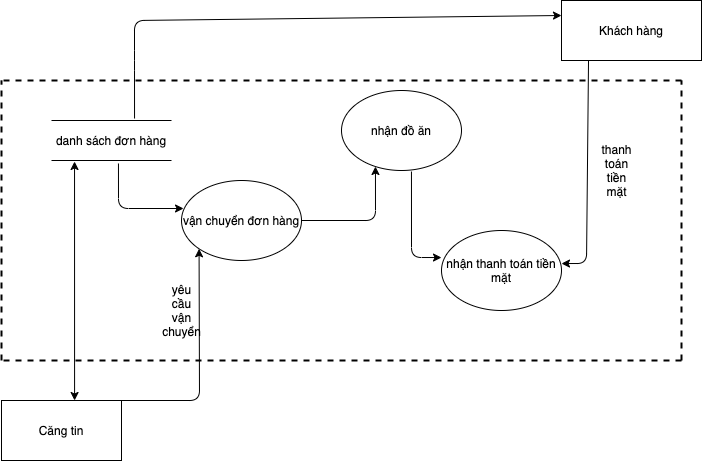 Khách hàng
danh sách đơn hàng
nhận đồ ăn
thanh
toán
tiền
mặt
vận chuyển đơn hàng
nhận thanh toán tiền
mặt
yêu
cầu
vận
chuyển
Căng tin